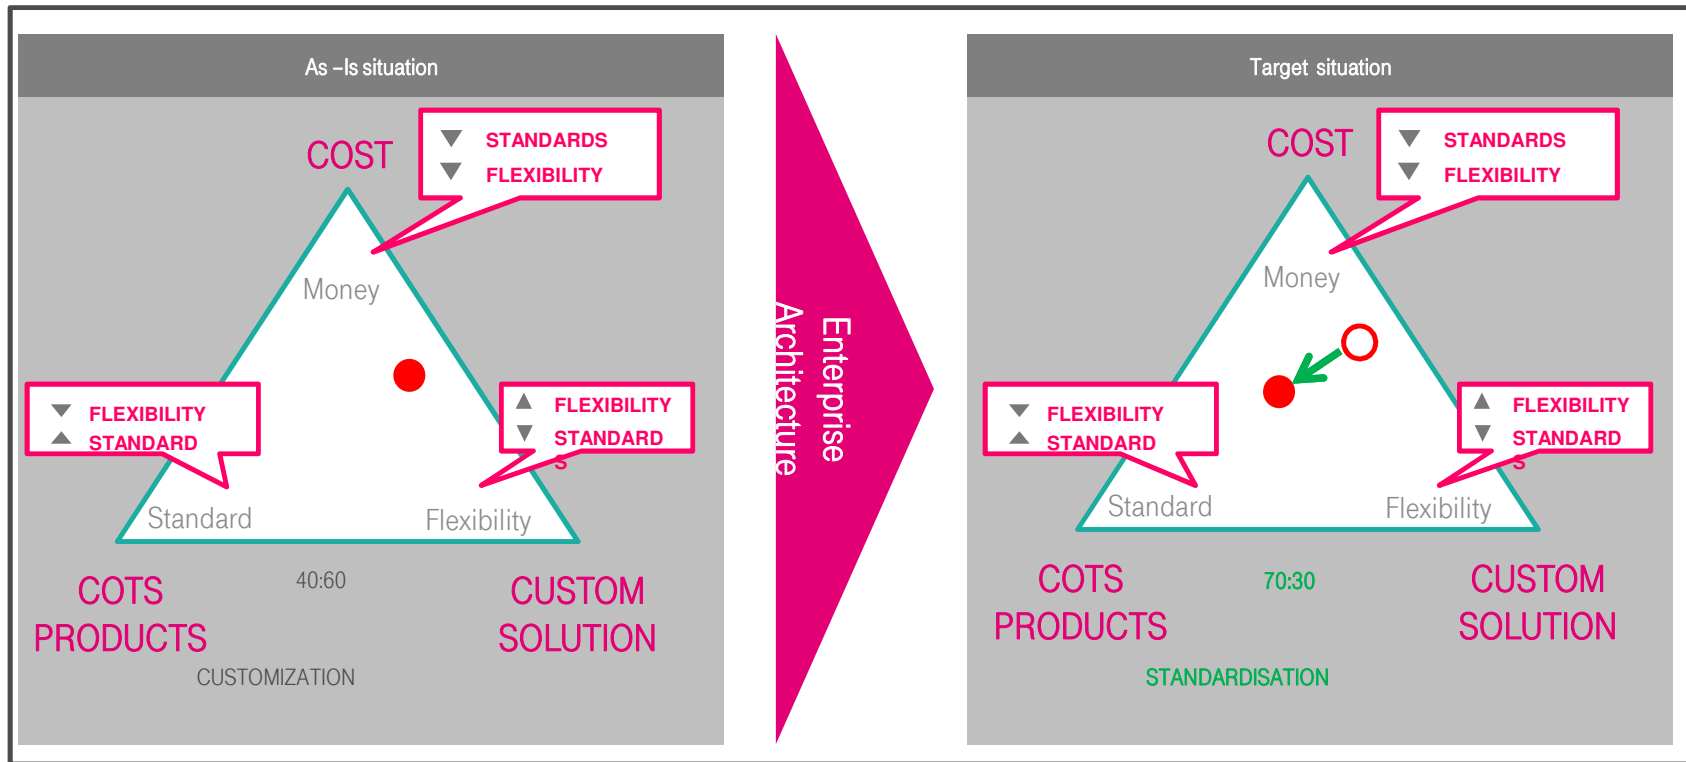 As –Is situation
COST
STANDARDS
FLEXIBILITY
Money
FLEXIBILITY
STANDARD
FLEXIBILITY
STANDARD
S
Standard
Flexibility
COTS
PRODUCTS
40:60
CUSTOM
SOLUTION
CUSTOMIZATION
Enterprise
Architecture
Target situation
COST
STANDARDS
FLEXIBILITY
Money
FLEXIBILITY
STANDARD
FLEXIBILITY
STANDARD
S
Standard
Flexibility
COTS
PRODUCTS
70:30
CUSTOM
SOLUTION
STANDARDISATION